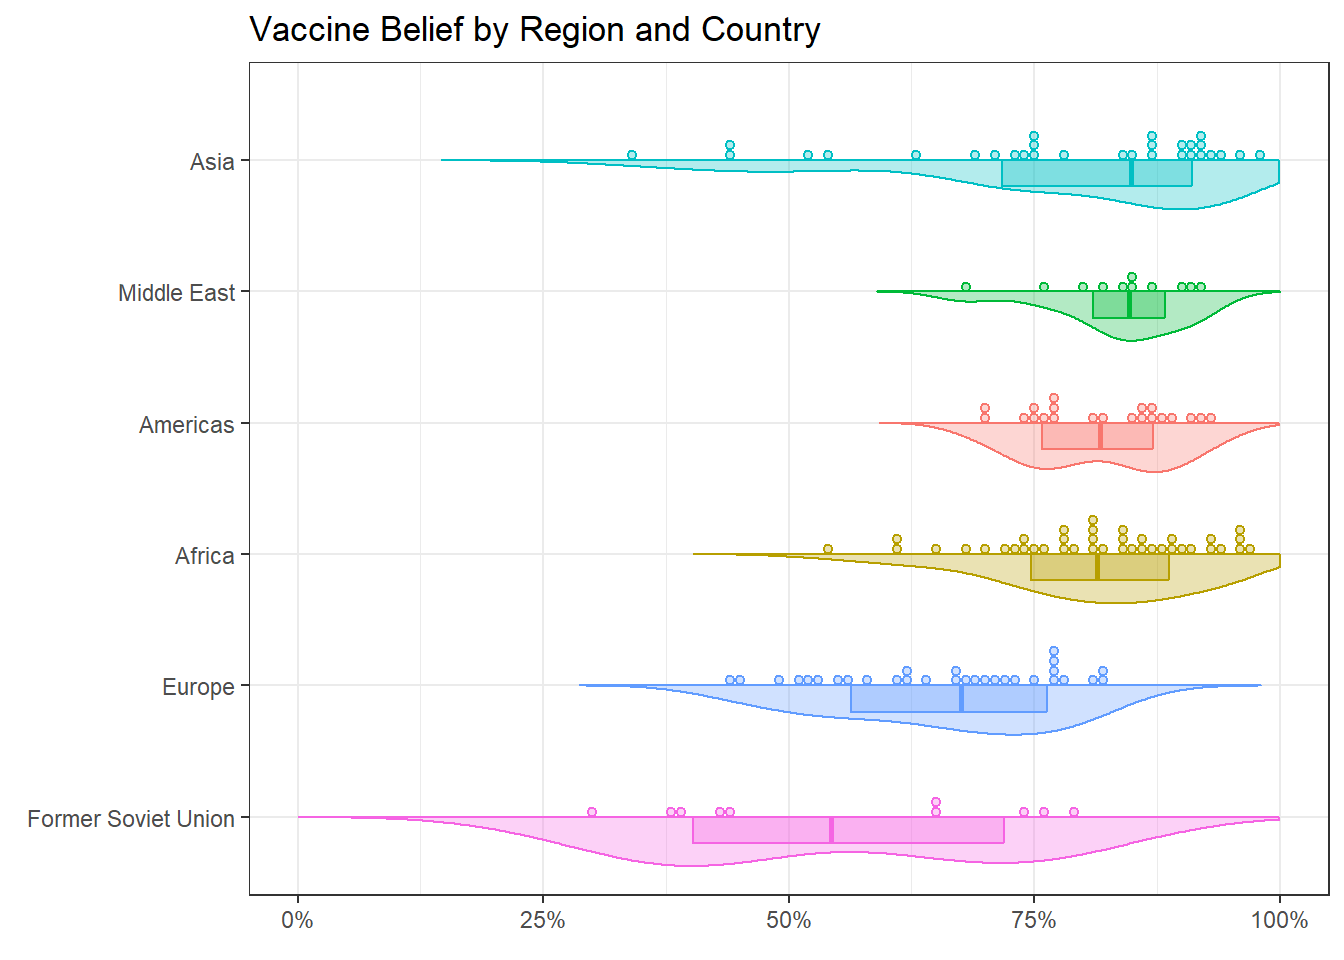 Vaccine Belief by Region and Country
Asia
Middle East
Americas
Africa
Europe
Former Soviet Union
0%
25%
50%
75%
100%